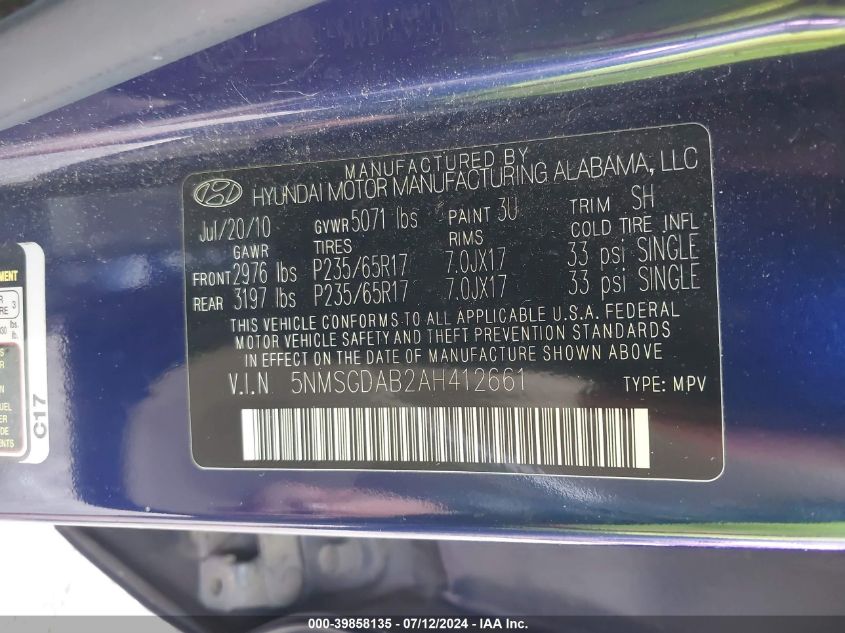 MANUFACTURED BY
HYUNDAI MOTOR MANUFACTURING ALABAMA, LLC
Jul/20/10 GVWR 5071 lbs PAINT 3U TRIM SH
GAWR TIRES RIMS COLD TIRE INFL
FRONT 2976 lbs P235/65R17 7.0JX17 33 psi SINGLE
REAR 3197 lbs P235/65R17 7.0JX17 33 psi SINGLE
THIS VEHICLE CONFORMS TO ALL APPLICABLE U.S.A. FEDERAL
MOTOR VEHICLE SAFETY AND THEFT PREVENTION STANDARDS
IN EFFECT ON THE DATE OF MANUFACTURE SHOWN ABOVE
V.I.N 5NMSGDAB2AH412661 TYPE: MPV
C17
000-39858135 - 07/12/2024 - IAA, Inc.